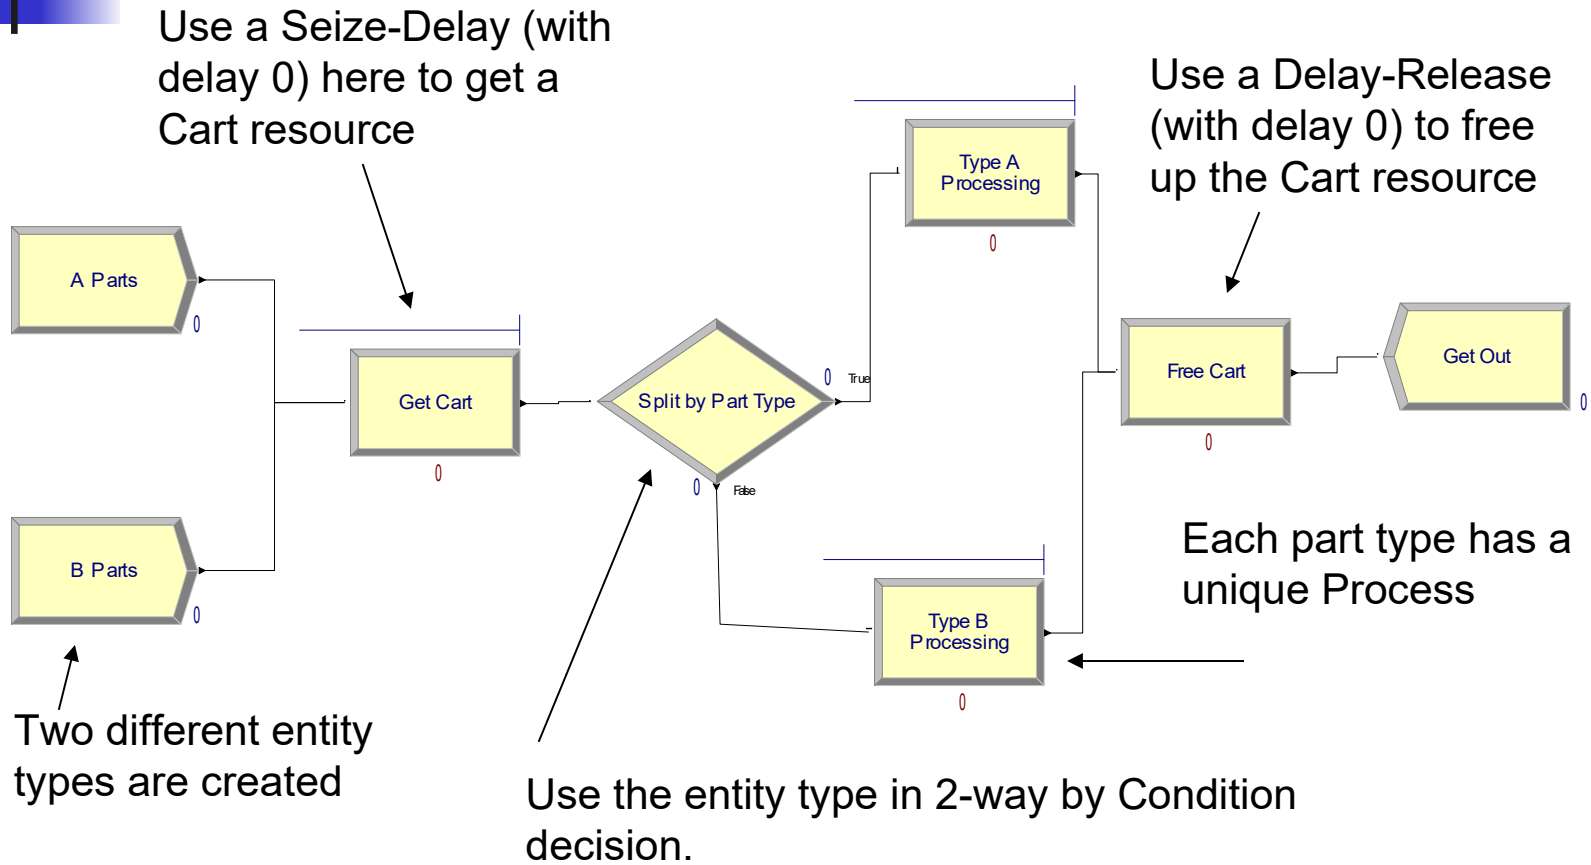 Use a Seize-Delay (with
delay 0) here to get a
Cart resource
Use a Delay-Release
(with delay 0) to free
up the Cart resource
Type A
Processing
0
A Parts
0
Get Cart
0
Split by Part Type
0
True
0
False
Free Cart
0
Get Out
0
B Parts
0
Type B
Processing
0
Each part type has a
unique Process
Two different entity
types are created
Use the entity type in 2-way by Condition
decision.